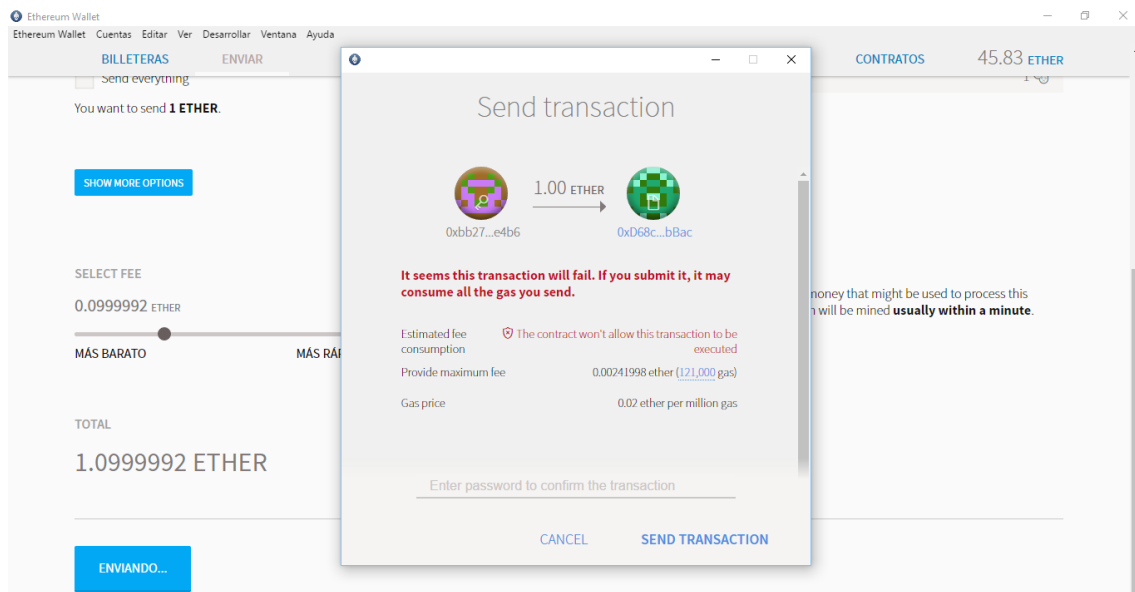 Ethereum Wallet
Ethereum Wallet Cuentas Editar Ver Desarrollar Ventana Ayuda
BILLETERAS ENVIAR CONTRATOS 45.83 ETHER
Send everything
You want to send 1 ETHER.
SHOW MORE OPTIONS
SELECT FEE
0.0999992 ETHER
MÁS BARATO
TOTAL
1.0999992 ETHER
ENVIANDO...
money that might be used to process this
will be mined usually within a minute.
Send transaction
1.00 ETHER
0xbb27...e4b6 0xD68c...bBac
It seems this transaction will fail. If you submit it, it may
consume all the gas you send.
Estimated fee
consumption
The contract won't allow this transaction to be
executed
Provide maximum fee 0.00241998 ether (121,000 gas)
Gas price 0.02 ether per million gas
Enter password to confirm the transaction
CANCEL SEND TRANSACTION